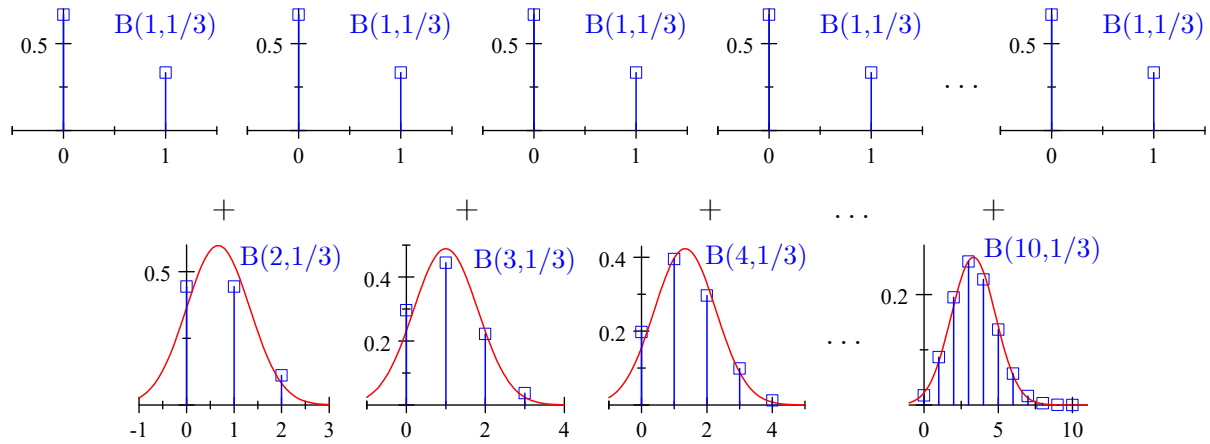 B(1,1/3) B(1,1/3) B(1,1/3) B(1,1/3) B(1,1/3)
0.5 0.5 0.5 0.5 ... 0.5
0 1 0 1 0 1 0 1 0 1
+ + + ... +
B(2,1/3) B(3,1/3) B(4,1/3) B(10,1/3)
0.5 0.4 0.4 0.2
0.2 0.2 ...
-1 0 1 2 3 0 2 4 0 2 4 0 5 10